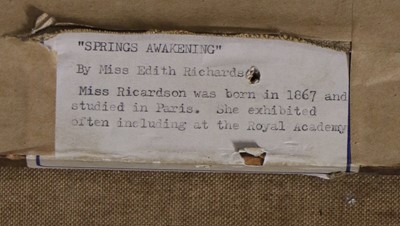 "SPRINGS AWAKENING"
By Miss Edith Richardson
Miss Ricardson was born in 1867 and
studied in Paris. She exhibited
often including at the Royal Academy